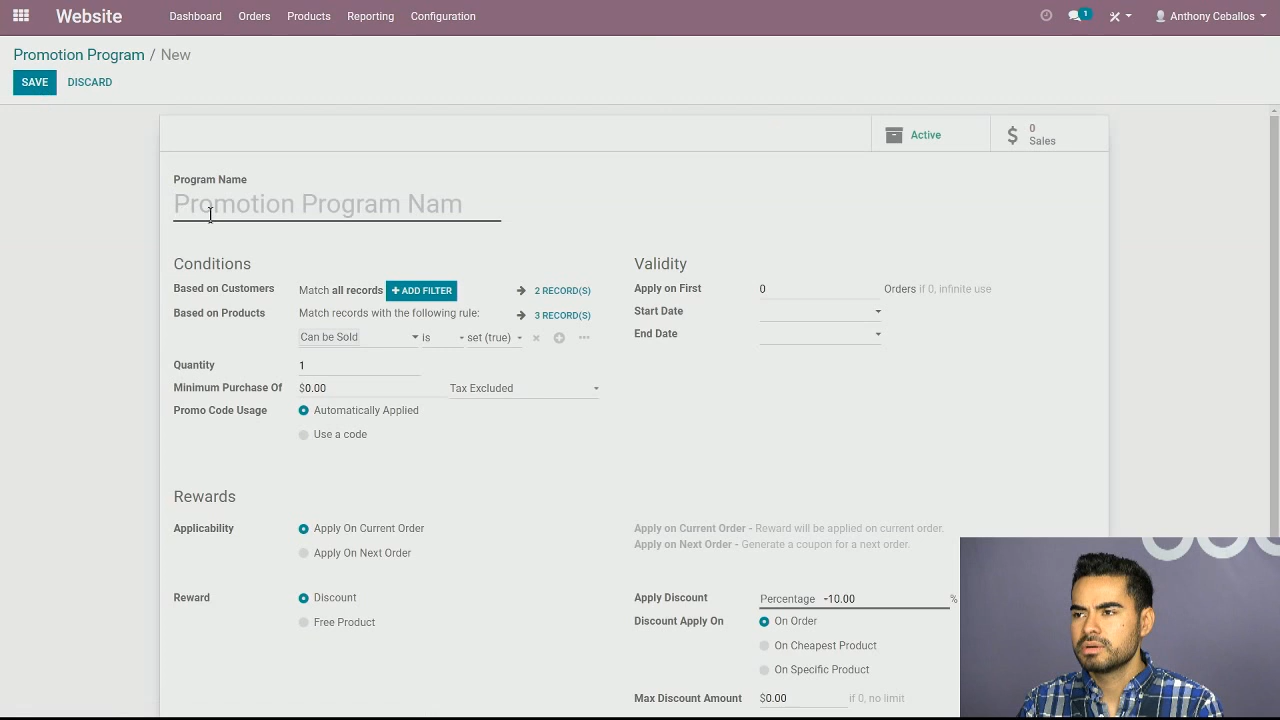 Website Dashboard Orders Products Reporting Configuration 1 Anthony Ceballos
Promotion Program / New
SAVE DISCARD
Active
0
Sales
Program Name
Promotion Program Nam
Conditions
Based on Customers Match all records + ADD FILTER 2 RECORD(S)
Based on Products Match records with the following rule: 3 RECORD(S)
Can be Sold is set (true)
Quantity 1
Minimum Purchase Of $0.00 Tax Excluded
Promo Code Usage Automatically Applied
Use a code
Validity
Apply on First 0 Orders if 0, infinite use
Start Date
End Date
Rewards
Applicability Apply On Current Order
Apply On Next Order
Apply on Current Order - Reward will be applied on current order.
Apply on Next Order - Generate a coupon for a next order.
Reward Discount
Free Product
Apply Discount Percentage 10.00 %
Discount Apply On On Order
On Cheapest Product
On Specific Product
Max Discount Amount $0.00 if 0, no limit